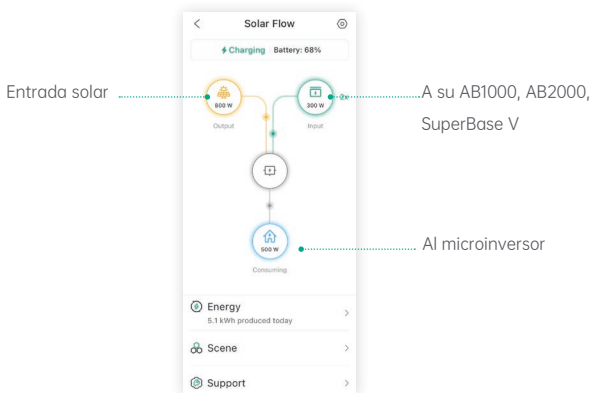 Solar Flow
Charging Battery: 68%
Entrada solar
800 W
300 W
2x
A su AB1000, AB2000,
SuperBase V
Output
Input
500 W
Al microinversor
Consuming
Energy
5.1 kWh produced today
Scene
Support